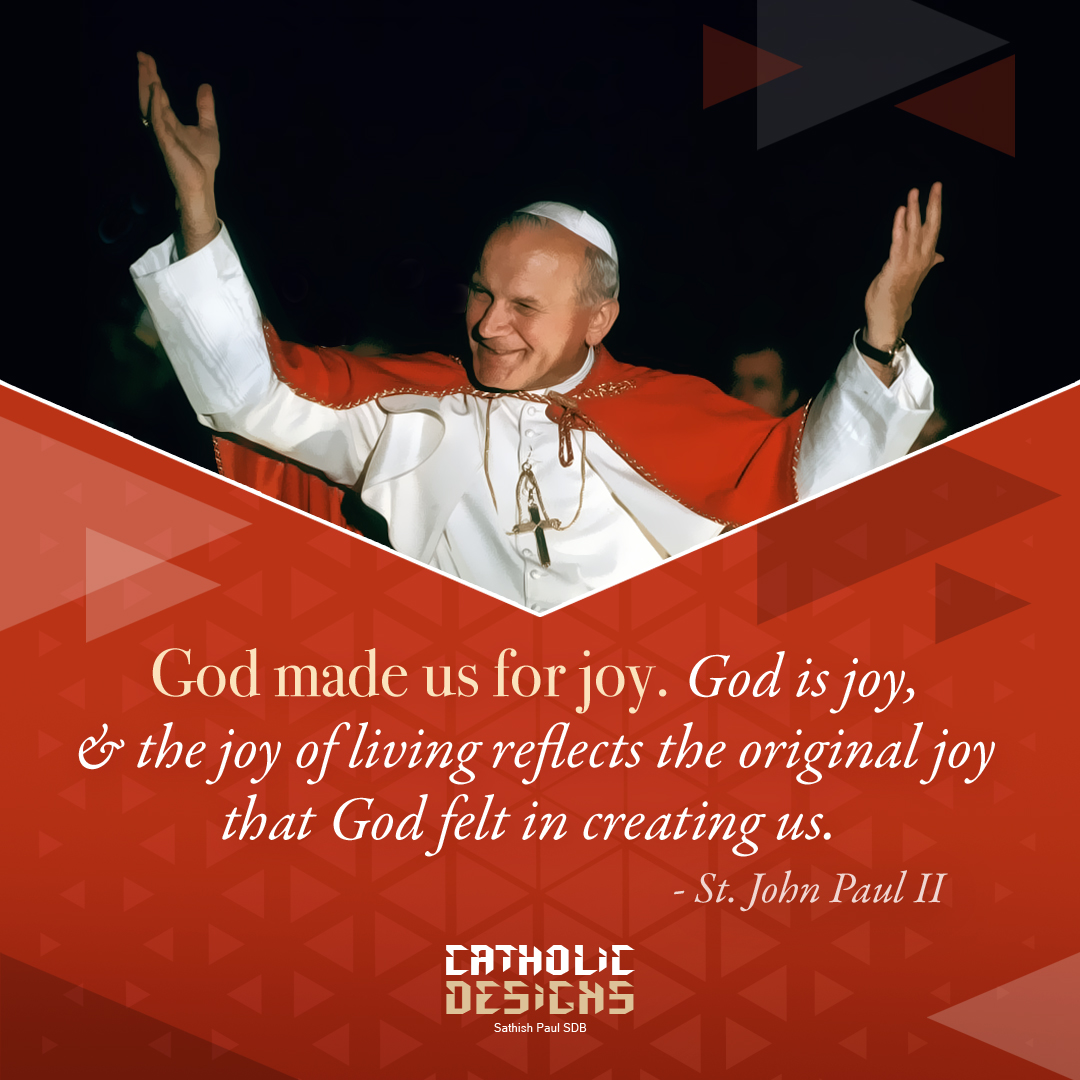 God made us for joy. God is joy,
& the joy of living reflects the original joy
that God felt in creating us.
- St. John Paul II
CATHOLIC
DESIGNS
Sathish Paul SDB